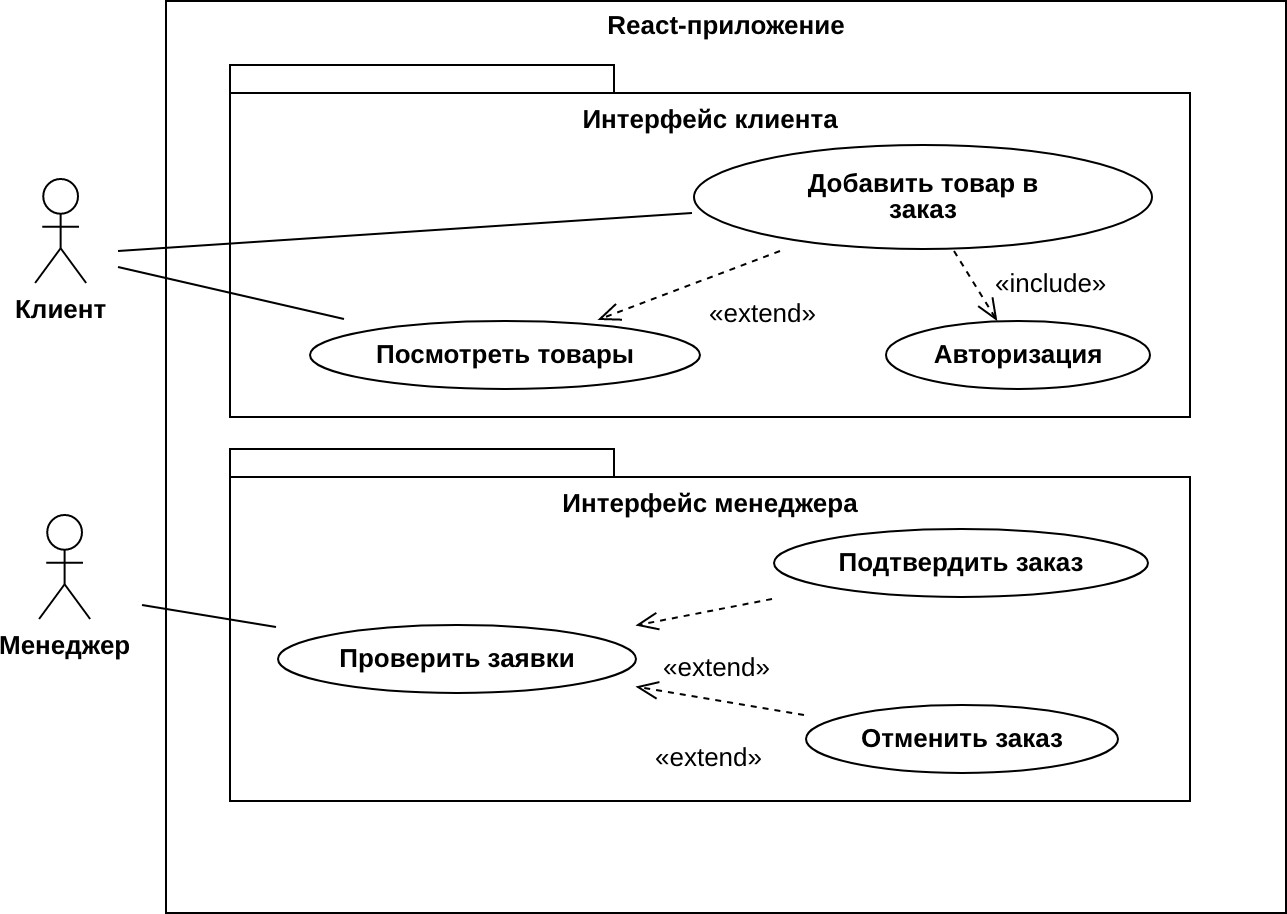 React-приложение
Интерфейс клиента
Добавить товар в
заказ
«include»
Клиент
«extend»
Посмотреть товары
Авторизация
Интерфейс менеджера
Подтвердить заказ
Менеджер
Проверить заявки
«extend»
Отменить заказ
«extend»